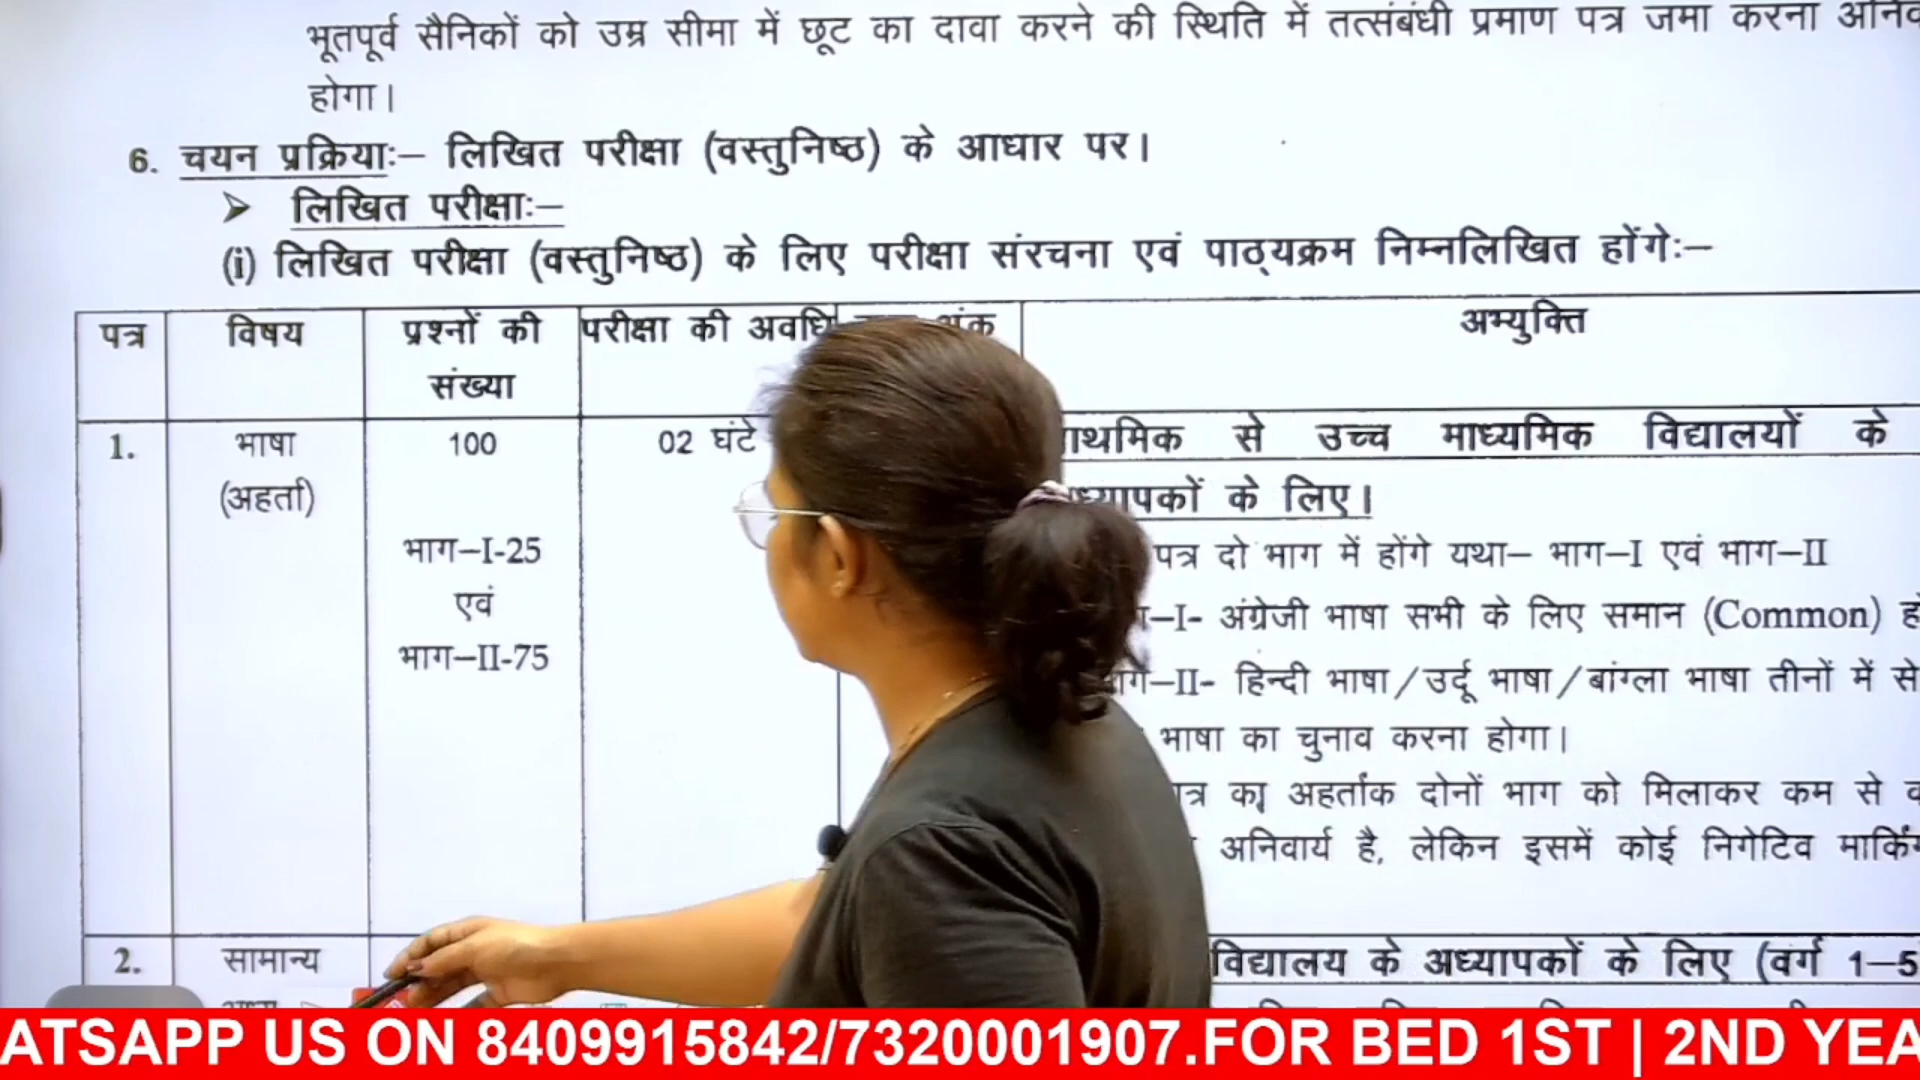 भूतपूर्व सैनिकों को उम्र सीमा में छूट का दावा करने की स्थिति में तत्संबंधी प्रमाण पत्र जमा करना
होगा।
6. चयन प्रक्रियाः– लिखित परीक्षा (वस्तुनिष्ठ) के आधार पर।
➢ लिखित परीक्षाः–
(i) लिखित परीक्षा (वस्तुनिष्ठ) के लिए परीक्षा संरचना एवं पाठ्यक्रम निम्नलिखित होंगेः–
पत्र विषय प्रश्नों की संख्या परीक्षा की अवधि अंक अभ्युक्ति
1. भाषा (अहर्ता) 100 02 घंटे
भाग–I-25
एवं
भाग–II-75
से उच्च माध्यमिक विद्यालयों के
के लिए।
पत्र दो भाग में होंगे यथा– भाग–I एवं भाग–II
–I- अंग्रेजी भाषा सभी के लिए समान (Common)
–II- हिन्दी भाषा/उर्दू भाषा/बांग्ला भाषा तीनों में से
भाषा का चुनाव करना होगा।
का अहर्तांक दोनों भाग को मिलाकर कम से
अनिवार्य है, लेकिन इसमें कोई निगेटिव
2. सामान्य
विद्यालय के अध्यापकों के लिए (वर्ग 1–5
ATSAPP US ON 8409915842/7320001907.FOR BED 1ST | 2ND YEA